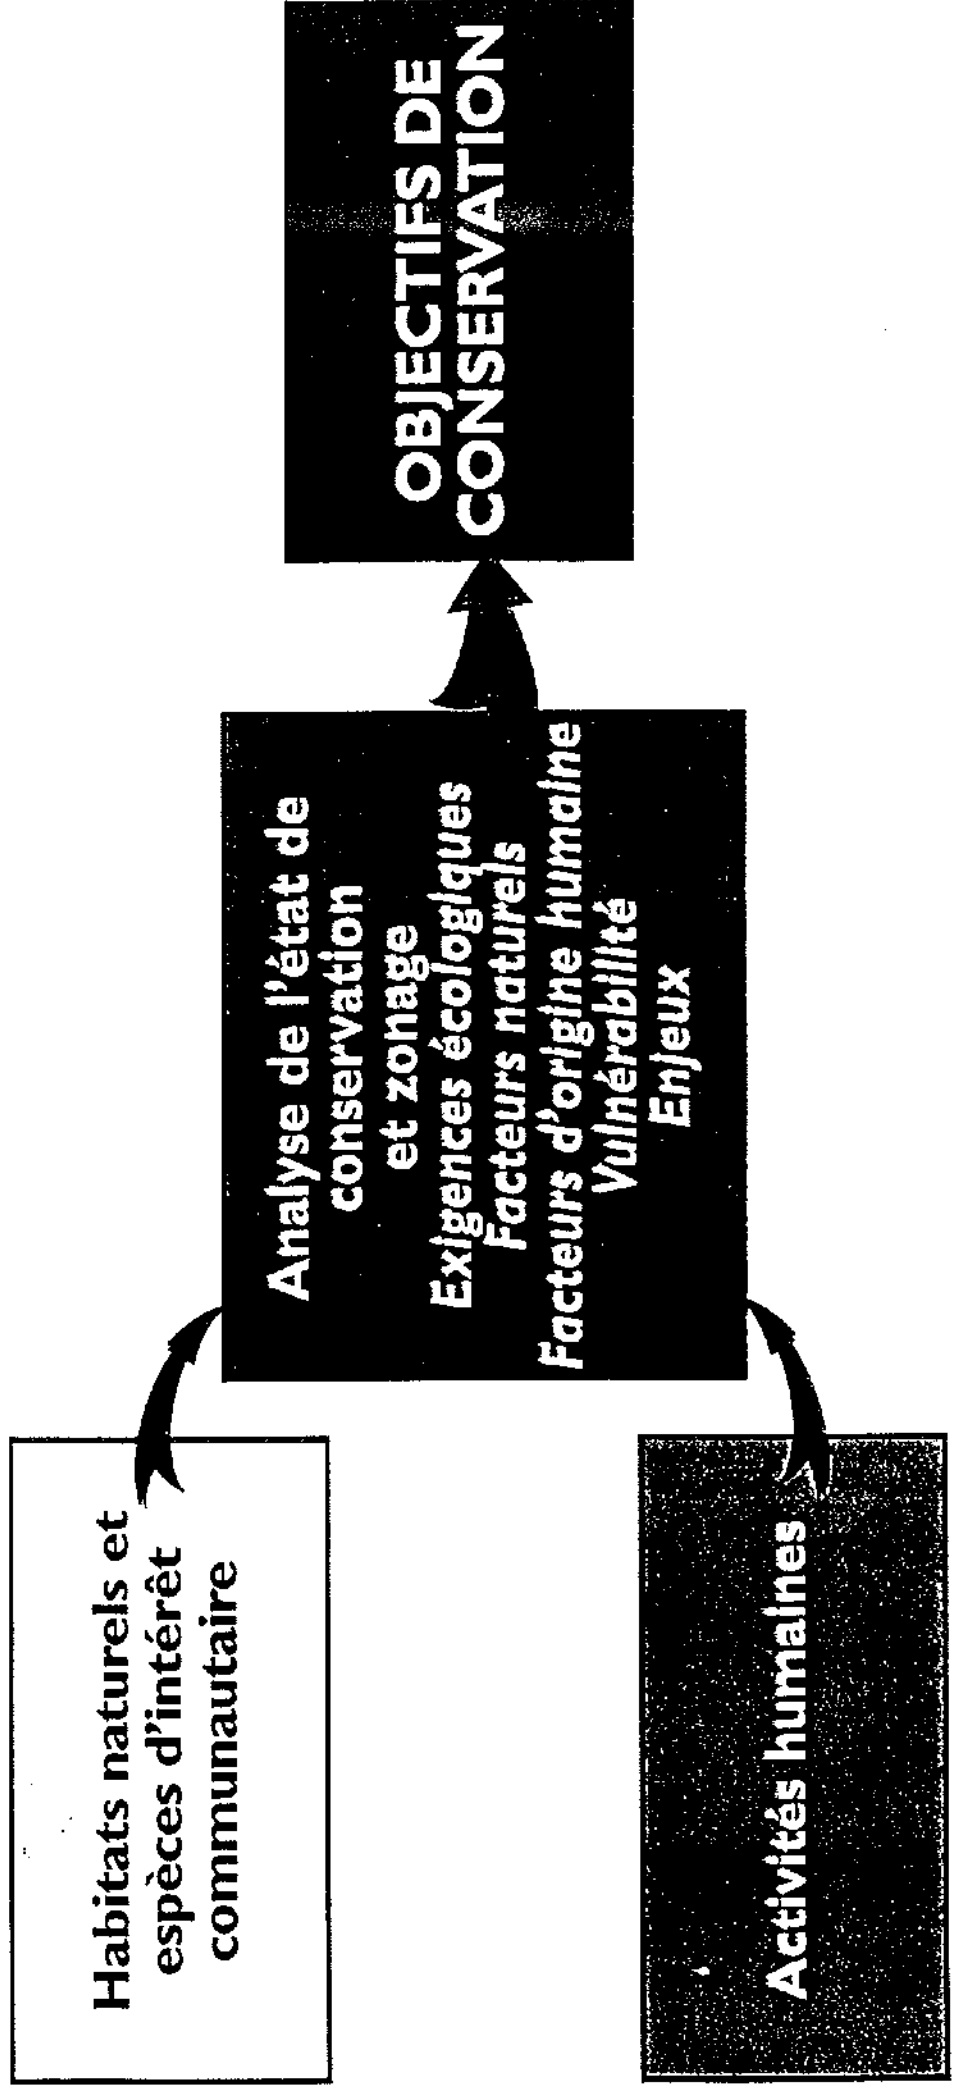 Habitats naturels et
espèces d'intérêt
communautaire
Activités humaines
Analyse de l'état de
conservation
et zonage
Exigences écologiques
Facteurs naturels
Facteurs d'origine humaine
Vulnérabillité
Enjeux
OBJECTIFS DE
CONSERVATION